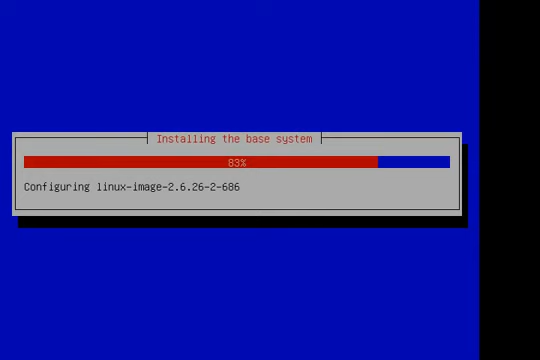 Installing the base system
83%
Configuring linux-image-2.6.26-2-686